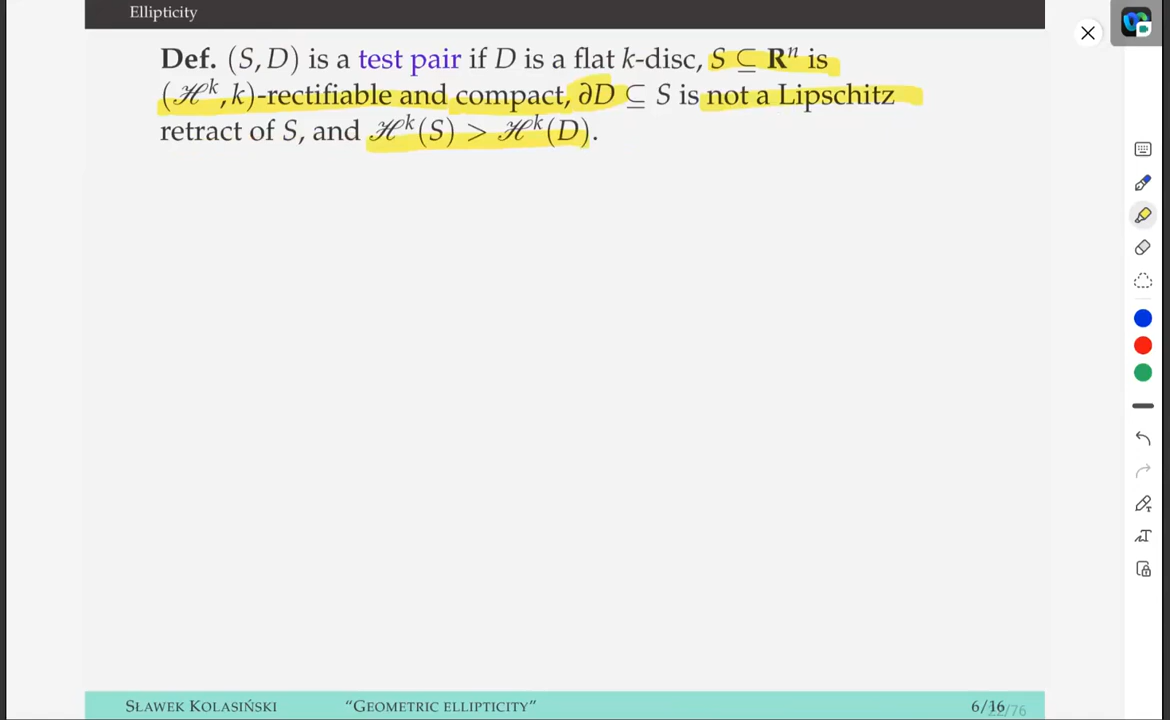 Ellipticity
Def. (S, D) is a test pair if D is a flat k-disc, S ⊆ Rⁿ is
(ℋᵏ, k)-rectifiable and compact, ∂D ⊆ S is not a Lipschitz
retract of S, and ℋᵏ(S) > ℋᵏ(D).
SŁAWEK KOLASIŃSKI "GEOMETRIC ELLIPTICITY" 6/16